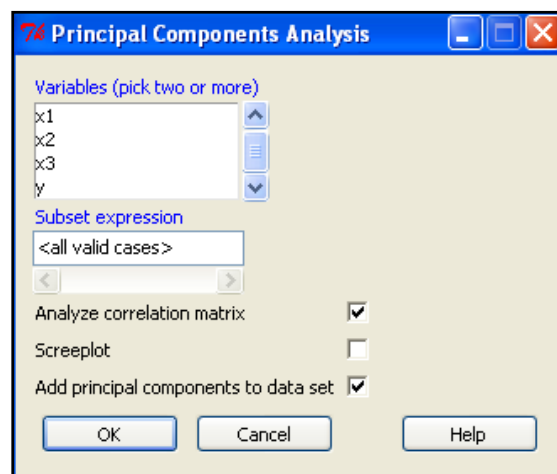 Principal Components Analysis
Variables (pick two or more)
x1
x2
x3
y
Subset expression
<all valid cases>
Analyze correlation matrix
Screeplot
Add principal components to data set
OK Cancel Help